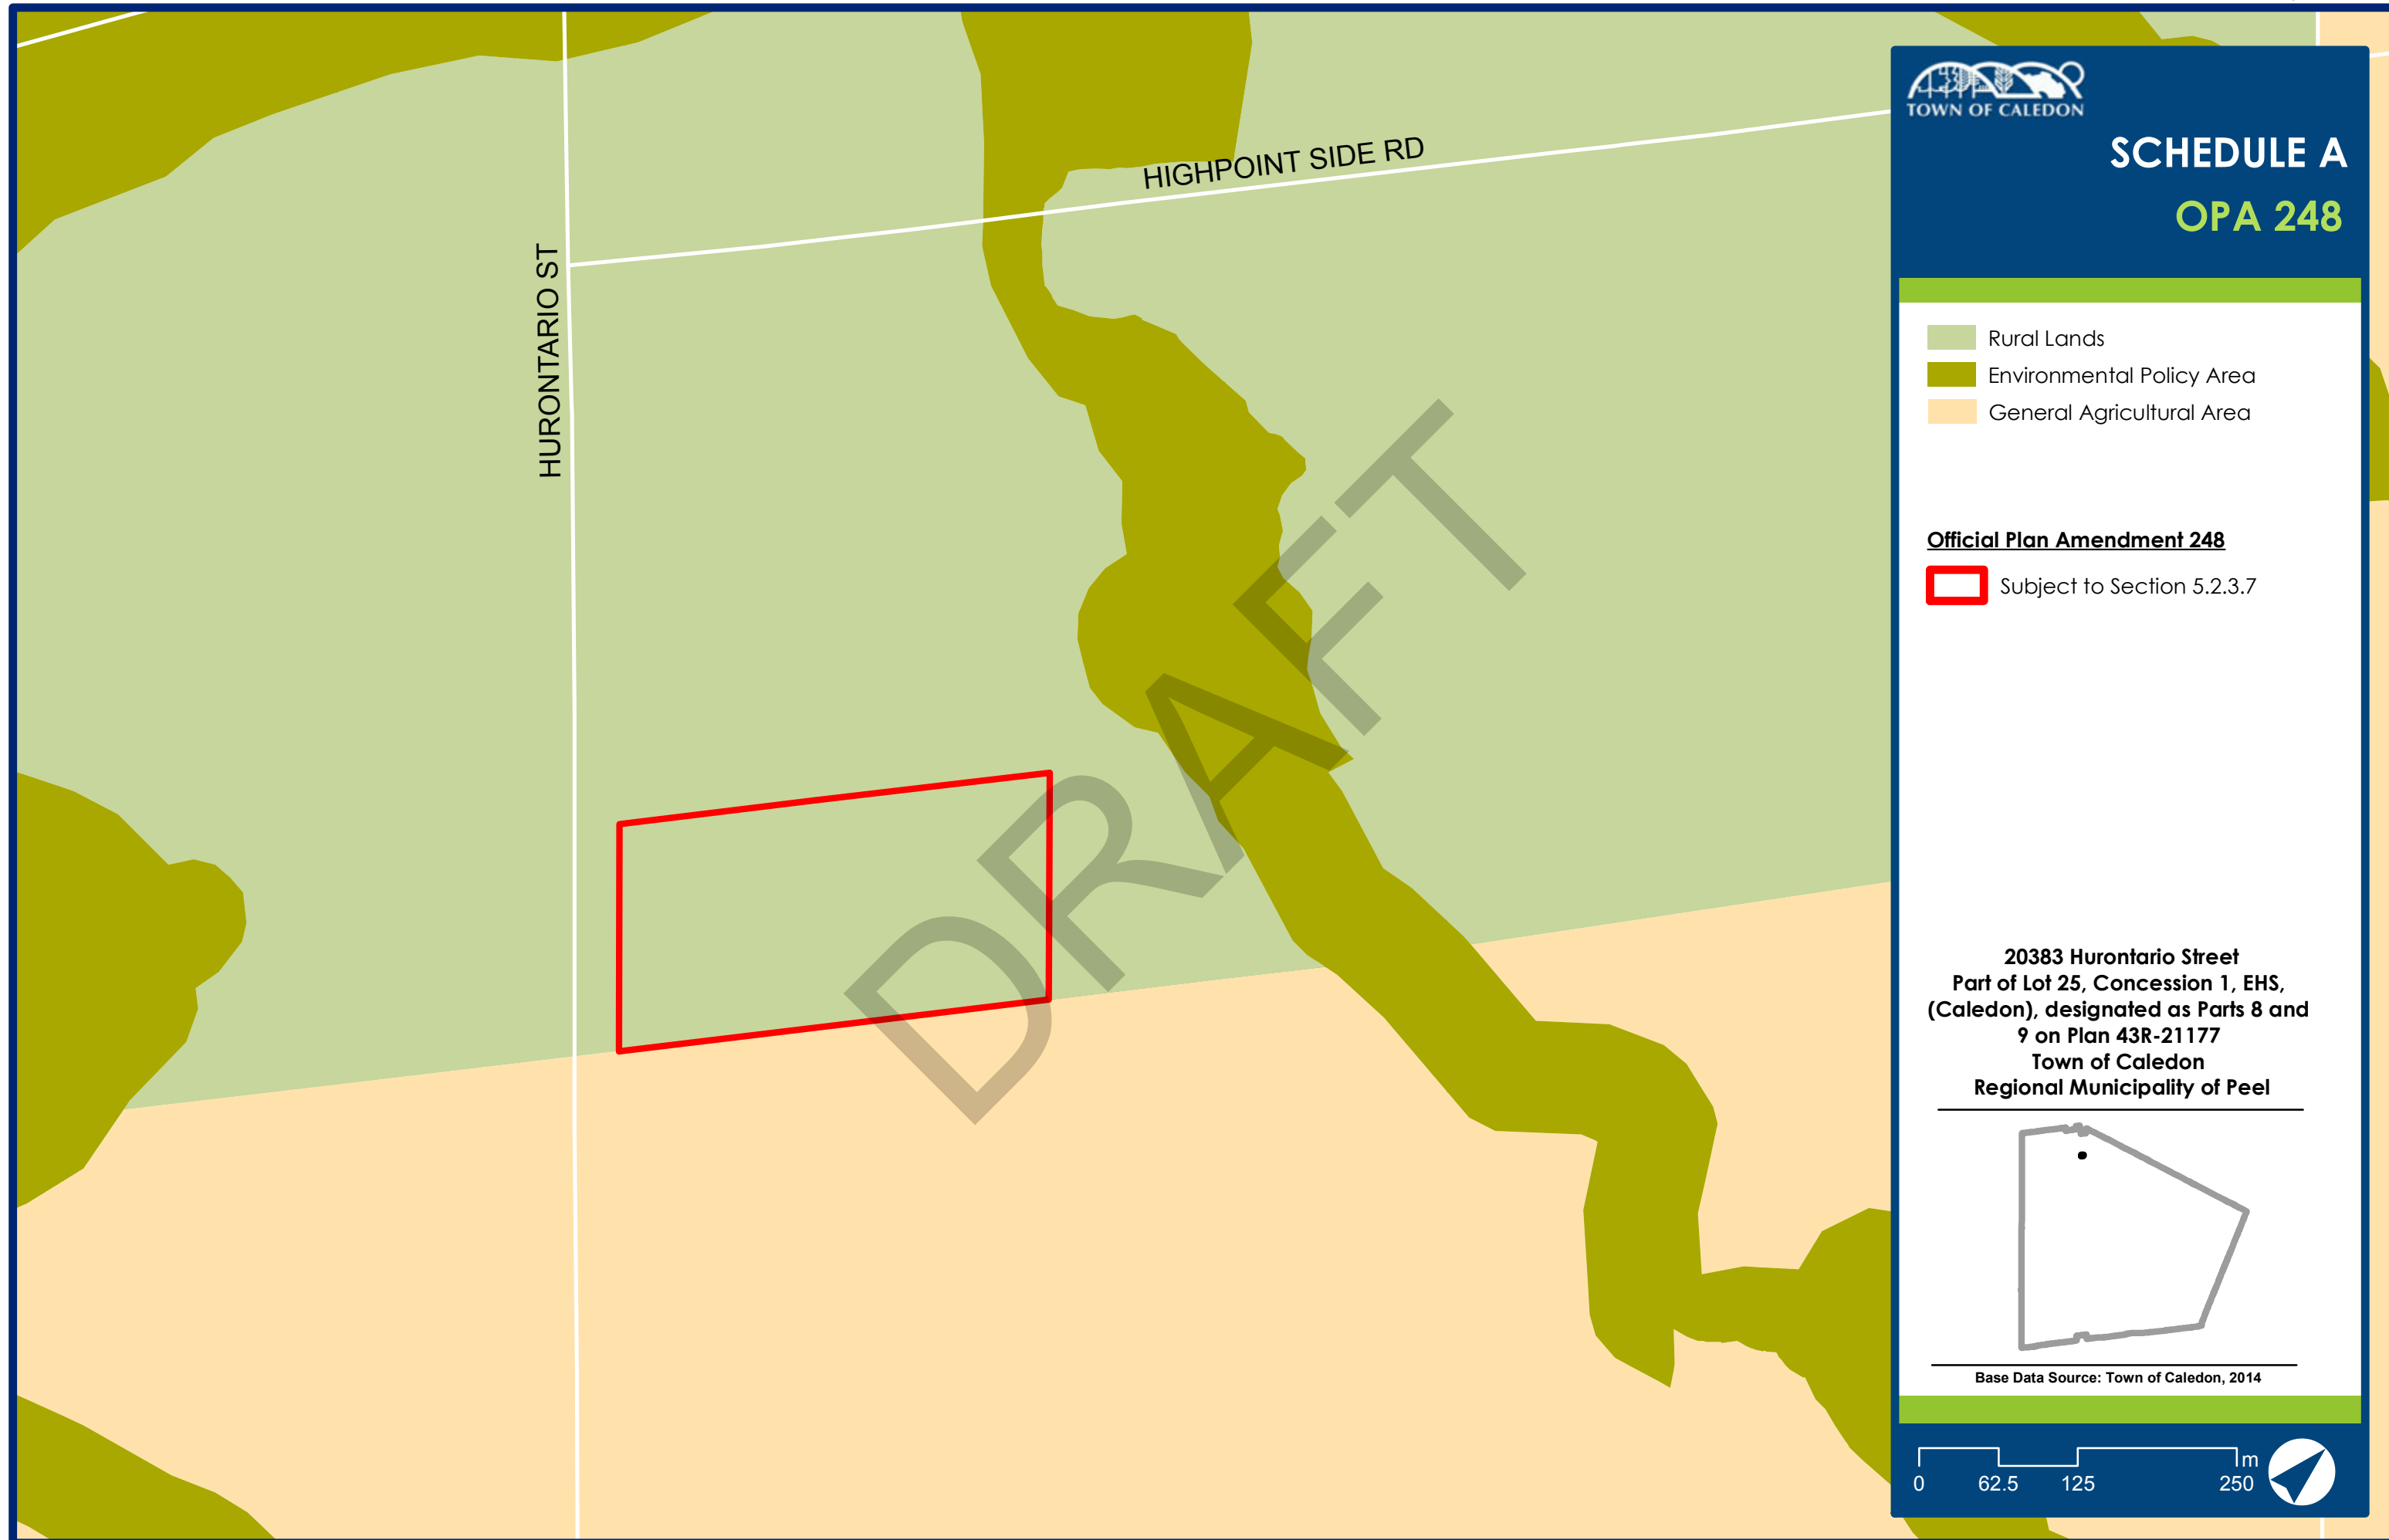 HIGHPOINT SIDE RD
HURONTARIO ST
DRAFT
TOWN OF CALEDON
SCHEDULE A
OPA 248
Rural Lands
Environmental Policy Area
General Agricultural Area
Official Plan Amendment 248
Subject to Section 5.2.3.7
20383 Hurontario Street
Part of Lot 25, Concession 1, EHS,
(Caledon), designated as Parts 8 and
9 on Plan 43R-21177
Town of Caledon
Regional Municipality of Peel
Base Data Source: Town of Caledon, 2014
m
0 62.5 125 250